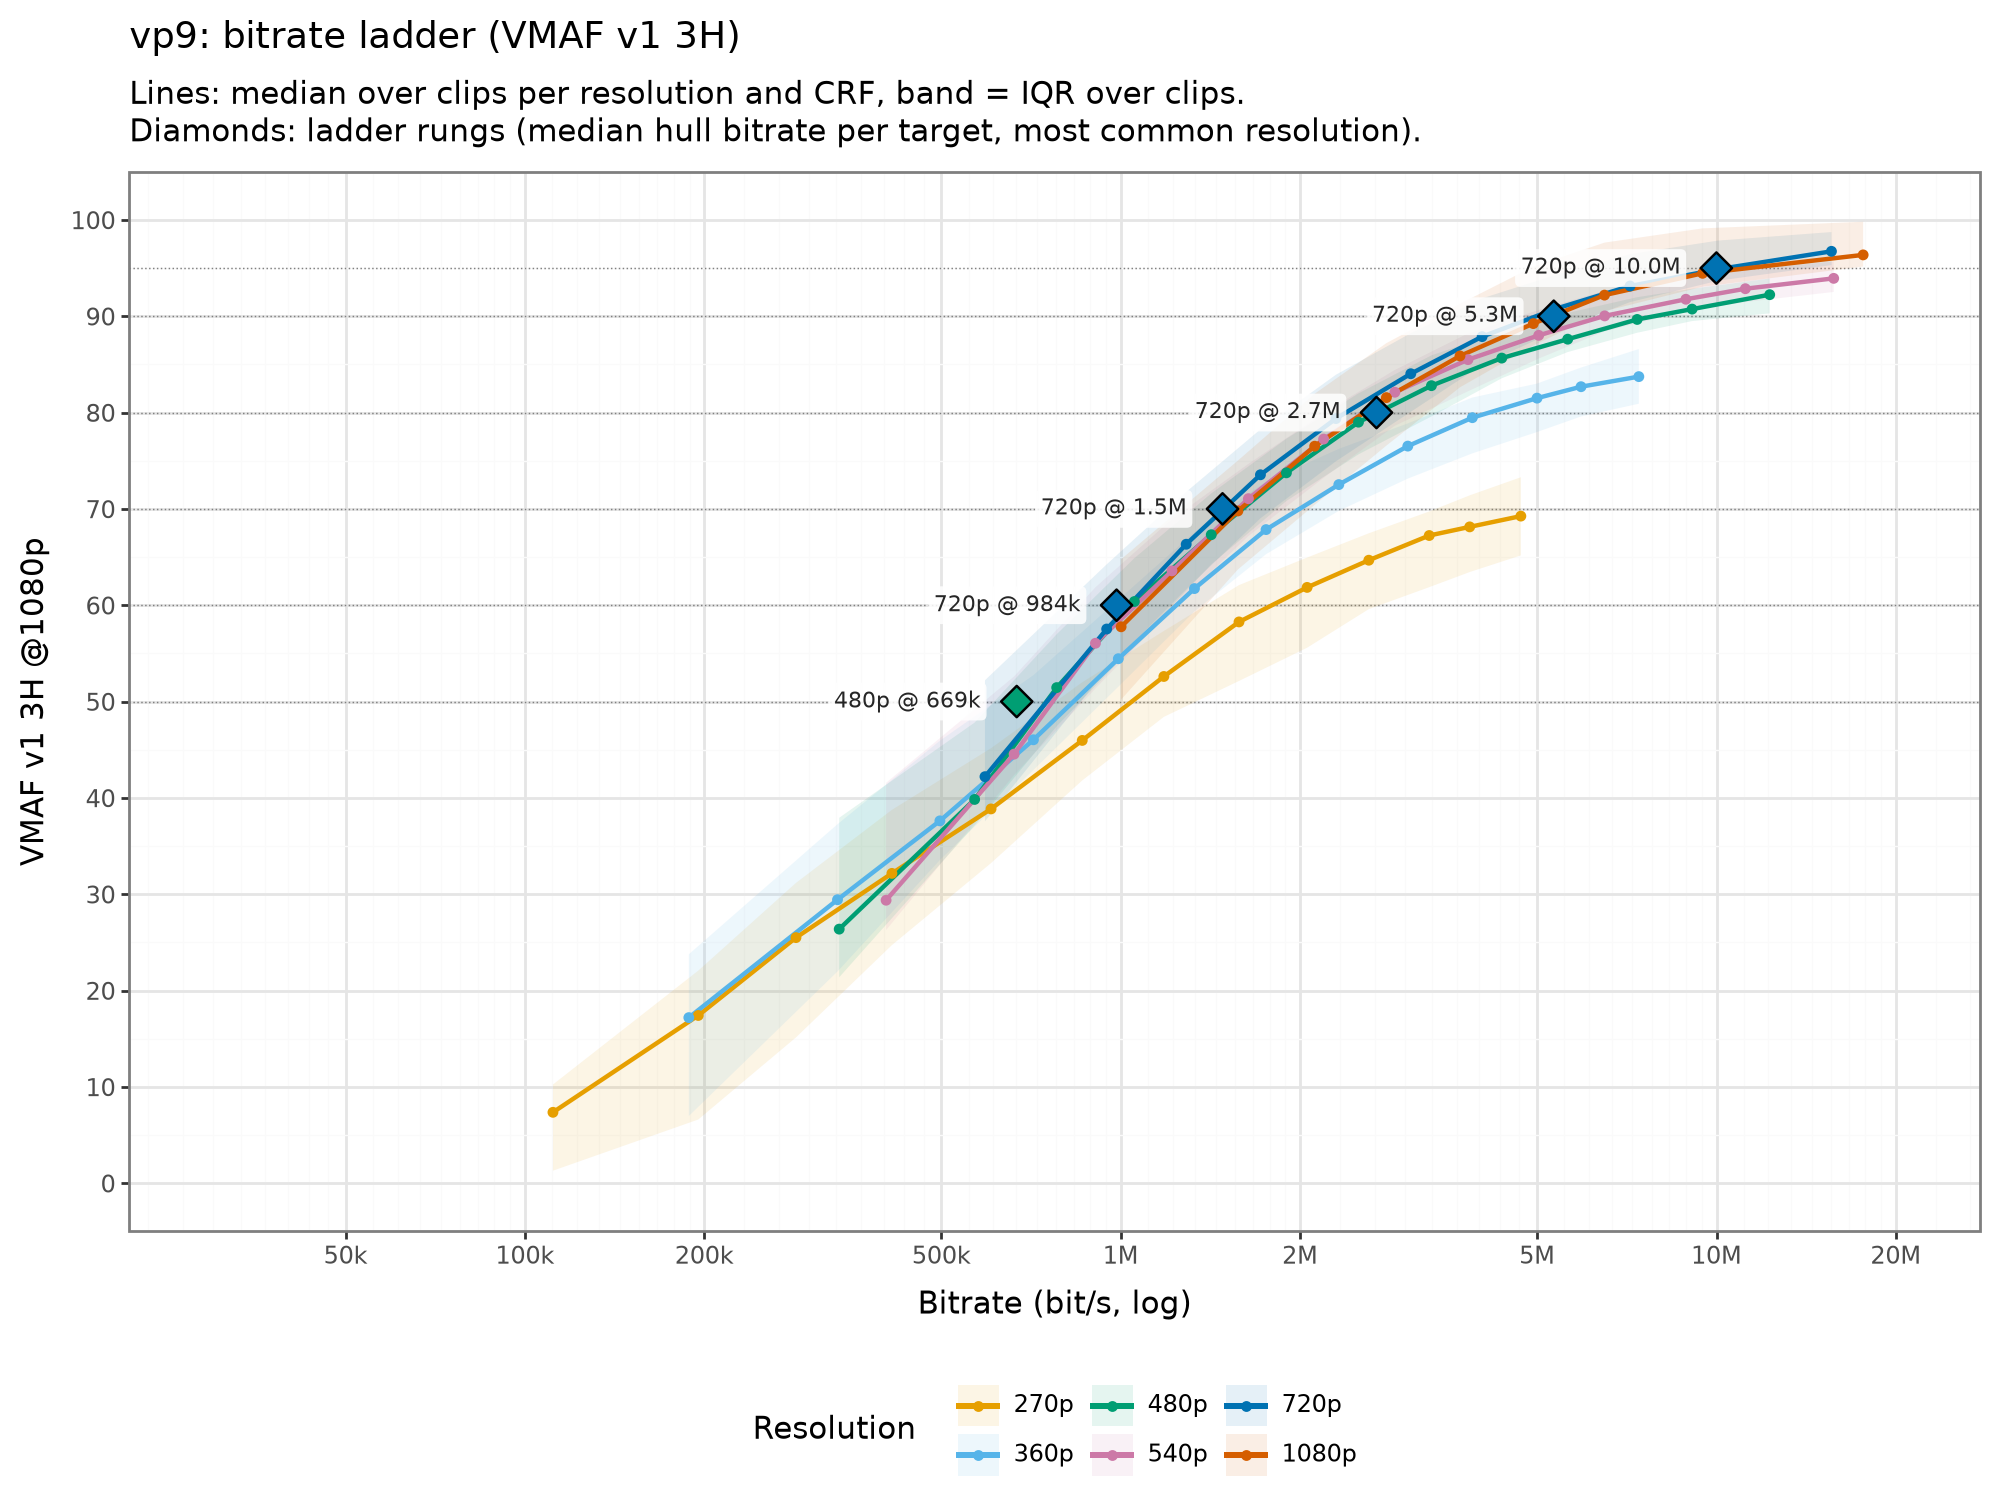 vp9: bitrate ladder (VMAF v1 3H)
Lines: median over clips per resolution and CRF, band = IQR over clips.
Diamonds: ladder rungs (median hull bitrate per target, most common resolution).
VMAF v1 3H @1080p
100
90
80
70
60
50
40
30
20
10
0
720p @ 10.0M
720p @ 5.3M
720p @ 2.7M
720p @ 1.5M
720p @ 984k
480p @ 669k
50k 100k 200k 500k 1M 2M 5M 10M 20M
Bitrate (bit/s, log)
Resolution
270p 480p 720p
360p 540p 1080p